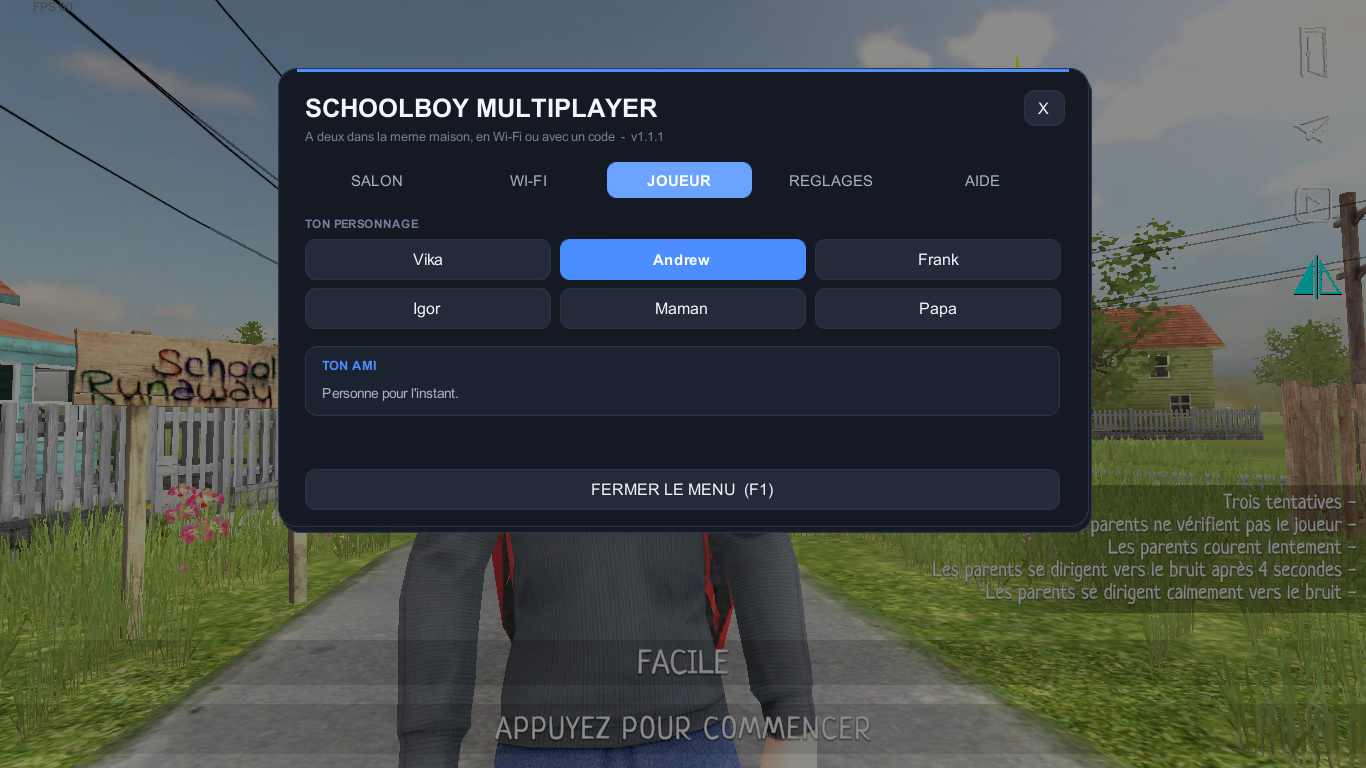 FPS 60
SCHOOLBOY MULTIPLAYER
X
A deux dans la meme maison, en Wi-Fi ou avec un code - v1.1.1
SALON
WI-FI
JOUEUR
REGLAGES
AIDE
TON PERSONNAGE
Vika
Andrew
Frank
Igor
Maman
Papa
TON AMI
Personne pour l'instant.
FERMER LE MENU (F1)
School
Runaway
Trois tentatives -
parents ne vérifient pas le joueur -
Les parents courent lentement -
Les parents se dirigent vers le bruit après 4 secondes -
Les parents se dirigent calmement vers le bruit -
FACILE
APPUYEZ POUR COMMENCER